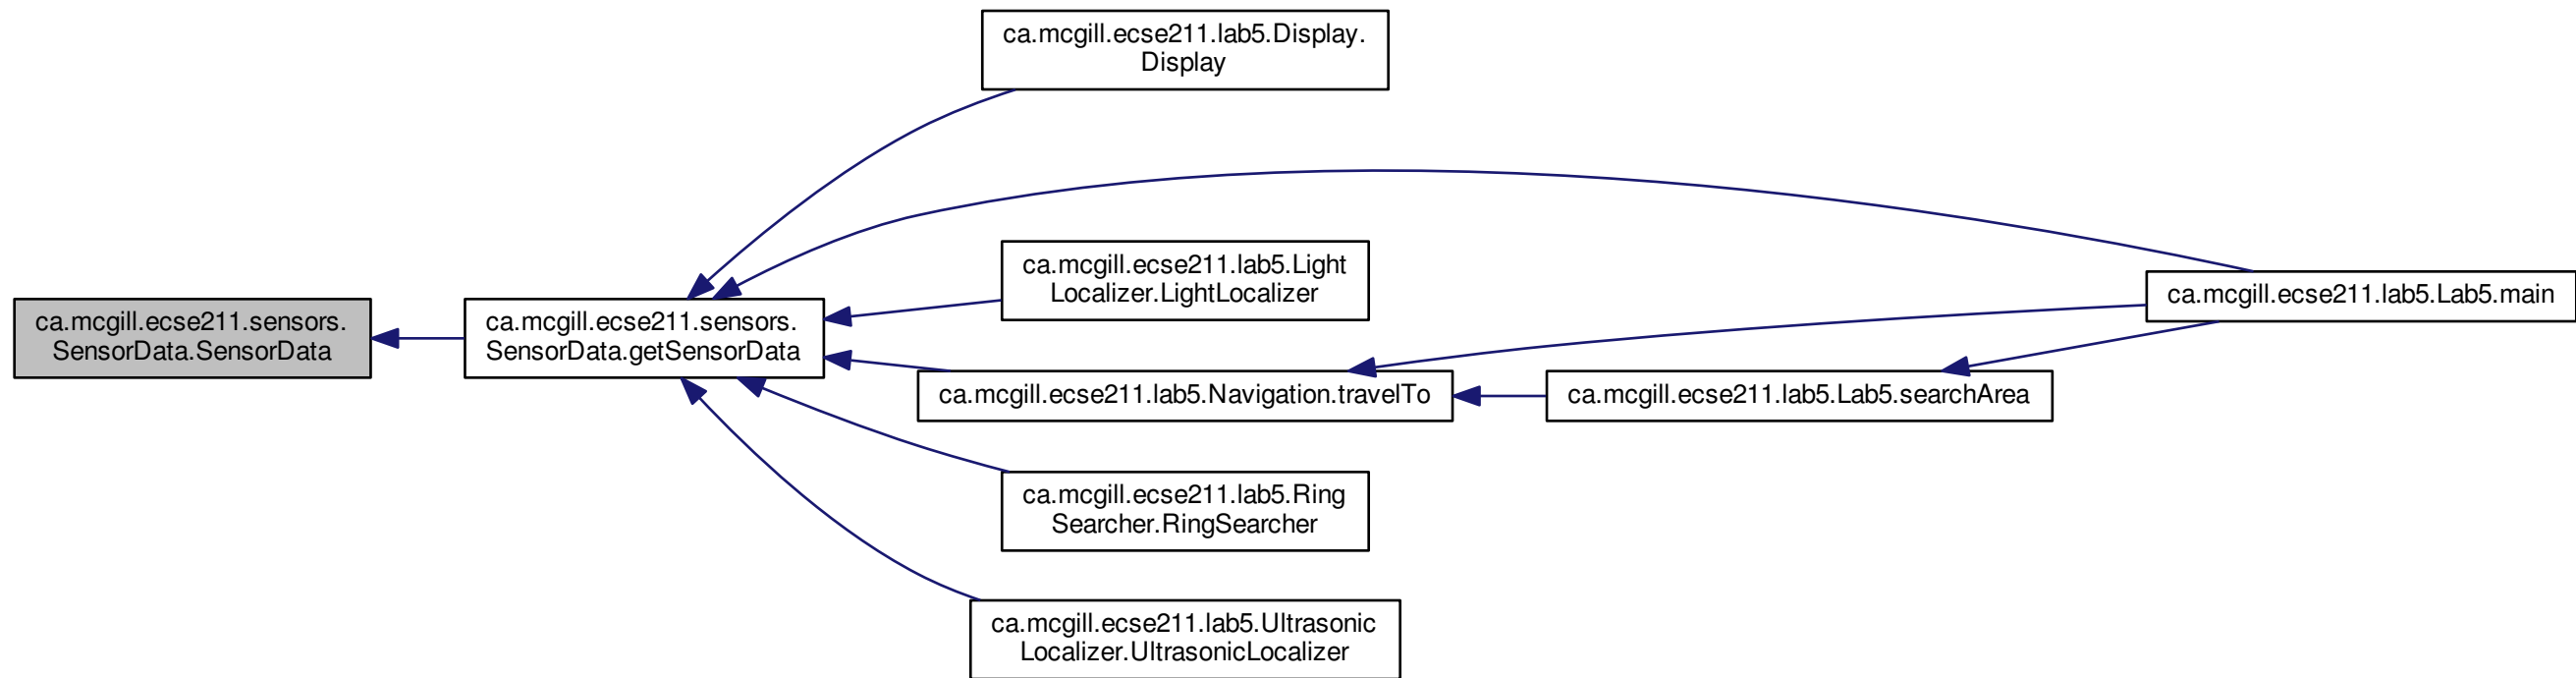 ca.mcgill.ecse211.lab5.Display.
Display
ca.mcgill.ecse211.lab5.Light
Localizer.LightLocalizer
ca.mcgill.ecse211.lab5.Lab5.main
ca.mcgill.ecse211.sensors.
SensorData.SensorData
ca.mcgill.ecse211.sensors.
SensorData.getSensorData
ca.mcgill.ecse211.lab5.Navigation.travelTo
ca.mcgill.ecse211.lab5.Lab5.searchArea
ca.mcgill.ecse211.lab5.Ring
Searcher.RingSearcher
ca.mcgill.ecse211.lab5.Ultrasonic
Localizer.UltrasonicLocalizer